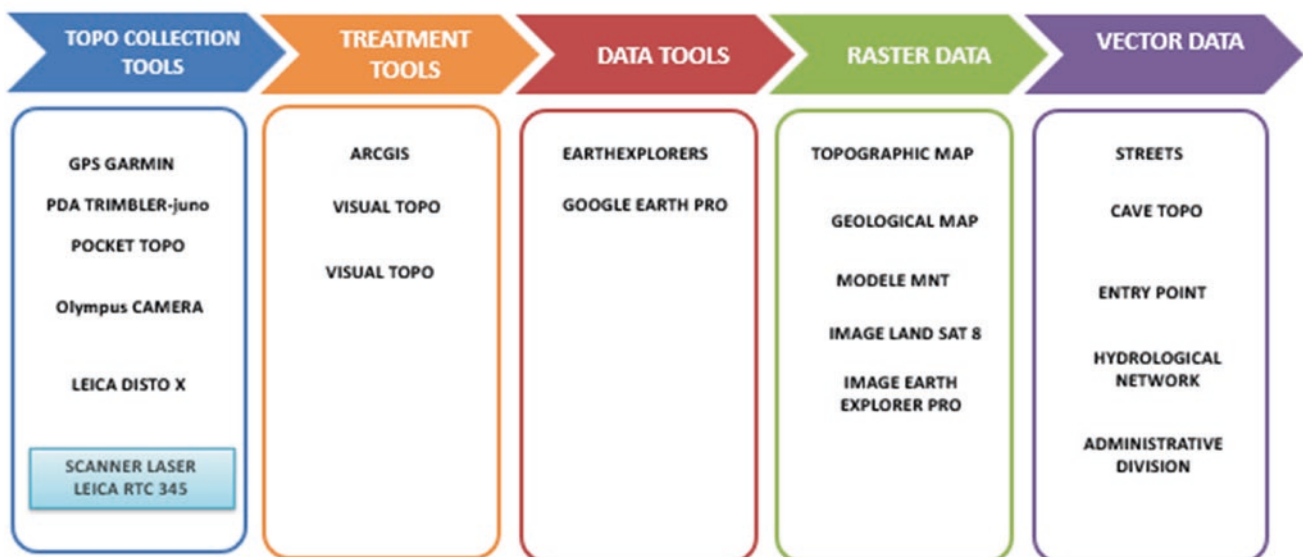 TOPO COLLECTION
TOOLS
TREATMENT
TOOLS
DATA TOOLS
RASTER DATA
VECTOR DATA
GPS GARMIN
PDA TRIMBLER-juno
POCKET TOPO
Olympus CAMERA
LEICA DISTO X
SCANNER LASER
LEICA RTC 345
ARCGIS
VISUAL TOPO
VISUAL TOPO
EARTHEXPLORERS
GOOGLE EARTH PRO
TOPOGRAPHIC MAP
GEOLOGICAL MAP
MODELE MNT
IMAGE LAND SAT 8
IMAGE EARTH
EXPLORER PRO
STREETS
CAVE TOPO
ENTRY POINT
HYDROLOGICAL
NETWORK
ADMINISTRATIVE
DIVISION